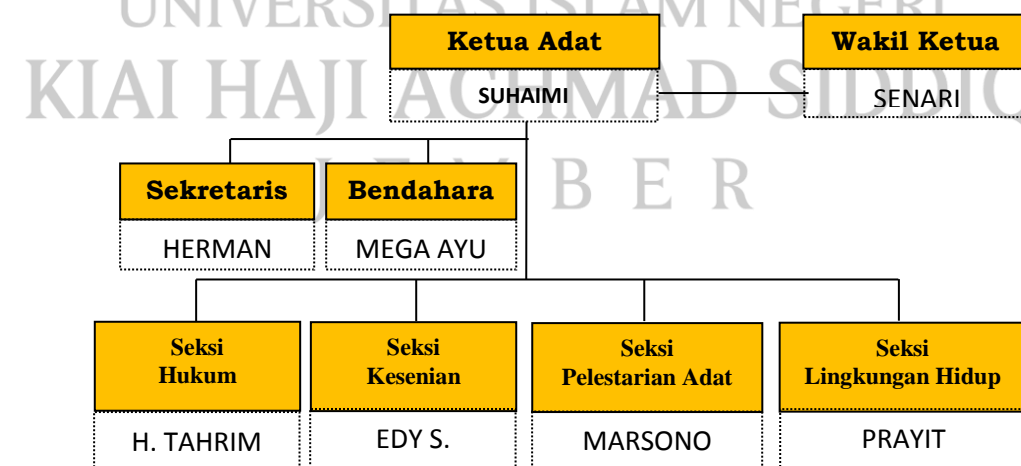 UNIVERSITAS ISLAM NEGERI
Ketua Adat
Wakil Ketua
KIAI HAJI ACHMAD SIDDIQ
SUHAIMI
SENARI
JEMBER
Sekretaris
Bendahara
HERMAN
MEGA AYU
Seksi
Hukum
Seksi
Kesenian
Seksi
Pelestarian Adat
Seksi
Lingkungan Hidup
H. TAHRIM
EDY S.
MARSONO
PRAYIT